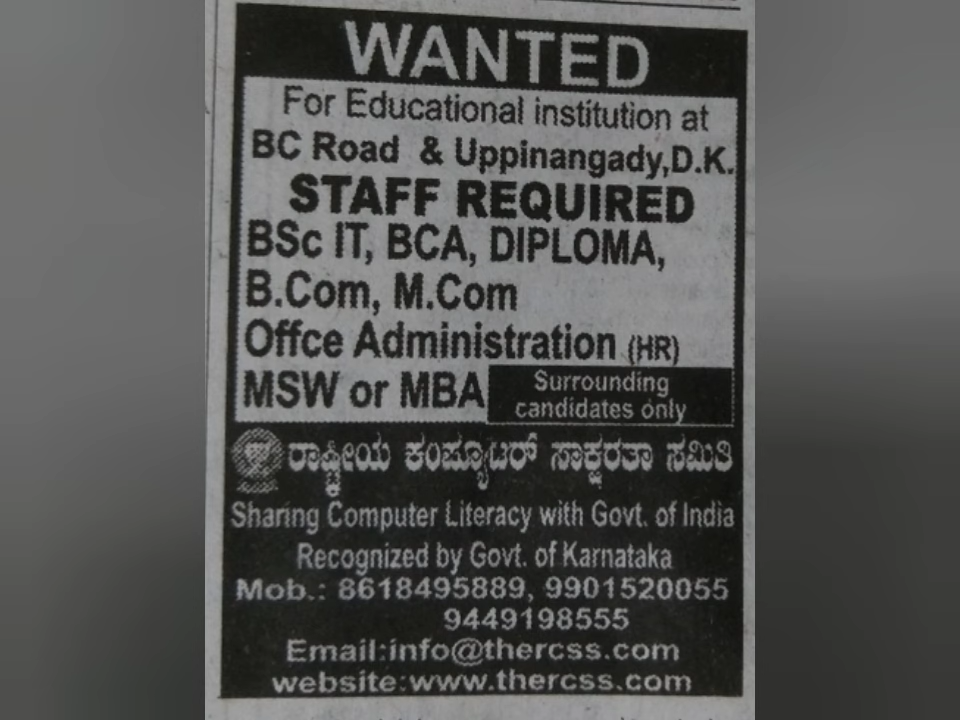 WANTED
For Educational institution at
BC Road & Uppinangady,D.K.
STAFF REQUIRED
BSc IT, BCA, DIPLOMA,
B.Com, M.Com
Offce Administration (HR)
MSW or MBA
Surrounding
candidates only
ರಾಷ್ಟ್ರೀಯ ಕಂಪ್ಯೂಟರ್ ಸಾಕ್ಷರತಾ ಸಮಿತಿ
Sharing Computer Literacy with Govt. of India
Recognized by Govt. of Karnataka
Mob.: 8618495889, 9901520055
9449198555
Email:info@thercss.com
website:www.thercss.com